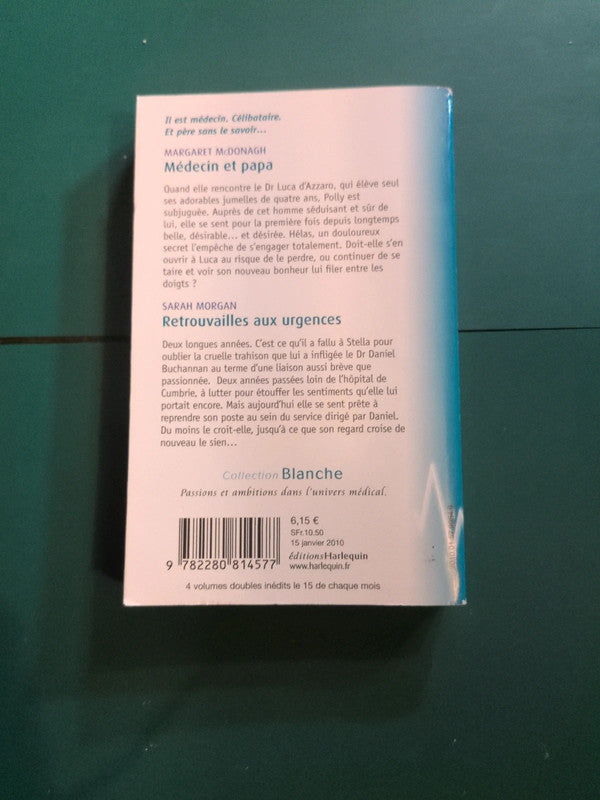 Il est médecin. Célibataire.
Et père sans le savoir...
MARGARET McDONAGH
Médecin et papa
Quand elle rencontre le Dr Luca d'Azzaro, qui élève seul
ses adorables jumelles de quatre ans, Polly est
subjuguée. Auprès de cet homme séduisant et sûr de
lui, elle se sent pour la première fois depuis longtemps
belle, désirable... et désirée. Hélas, un douloureux
secret l'empêche de s'engager totalement. Doit-elle s'en
ouvrir à Luca au risque de le perdre, ou continuer de se
taire et voir son nouveau bonheur lui filer entre les
doigts ?
SARAH MORGAN
Retrouvailles aux urgences
Deux longues années. C'est ce qu'il a fallu à Stella pour
oublier la cruelle trahison que lui a infligée le Dr Daniel
Buchannan au terme d'une liaison aussi brève que
passionnée. Deux années passées loin de l'hôpital de
Cumbrie, à lutter pour étouffer les sentiments qu'elle lui
portait encore. Mais aujourd'hui elle se sent prête à
reprendre son poste au sein du service dirigé par Daniel.
Du moins le croit-elle, jusqu'à ce que son regard croise de
nouveau le sien...
Collection Blanche
Passions et ambitions dans l'univers médical.
6,15 €
SFr.10.50
15 janvier 2010
éditionsHarlequin
www.harlequin.fr
9 782280 814577
4 volumes doubles inédits le 15 de chaque mois